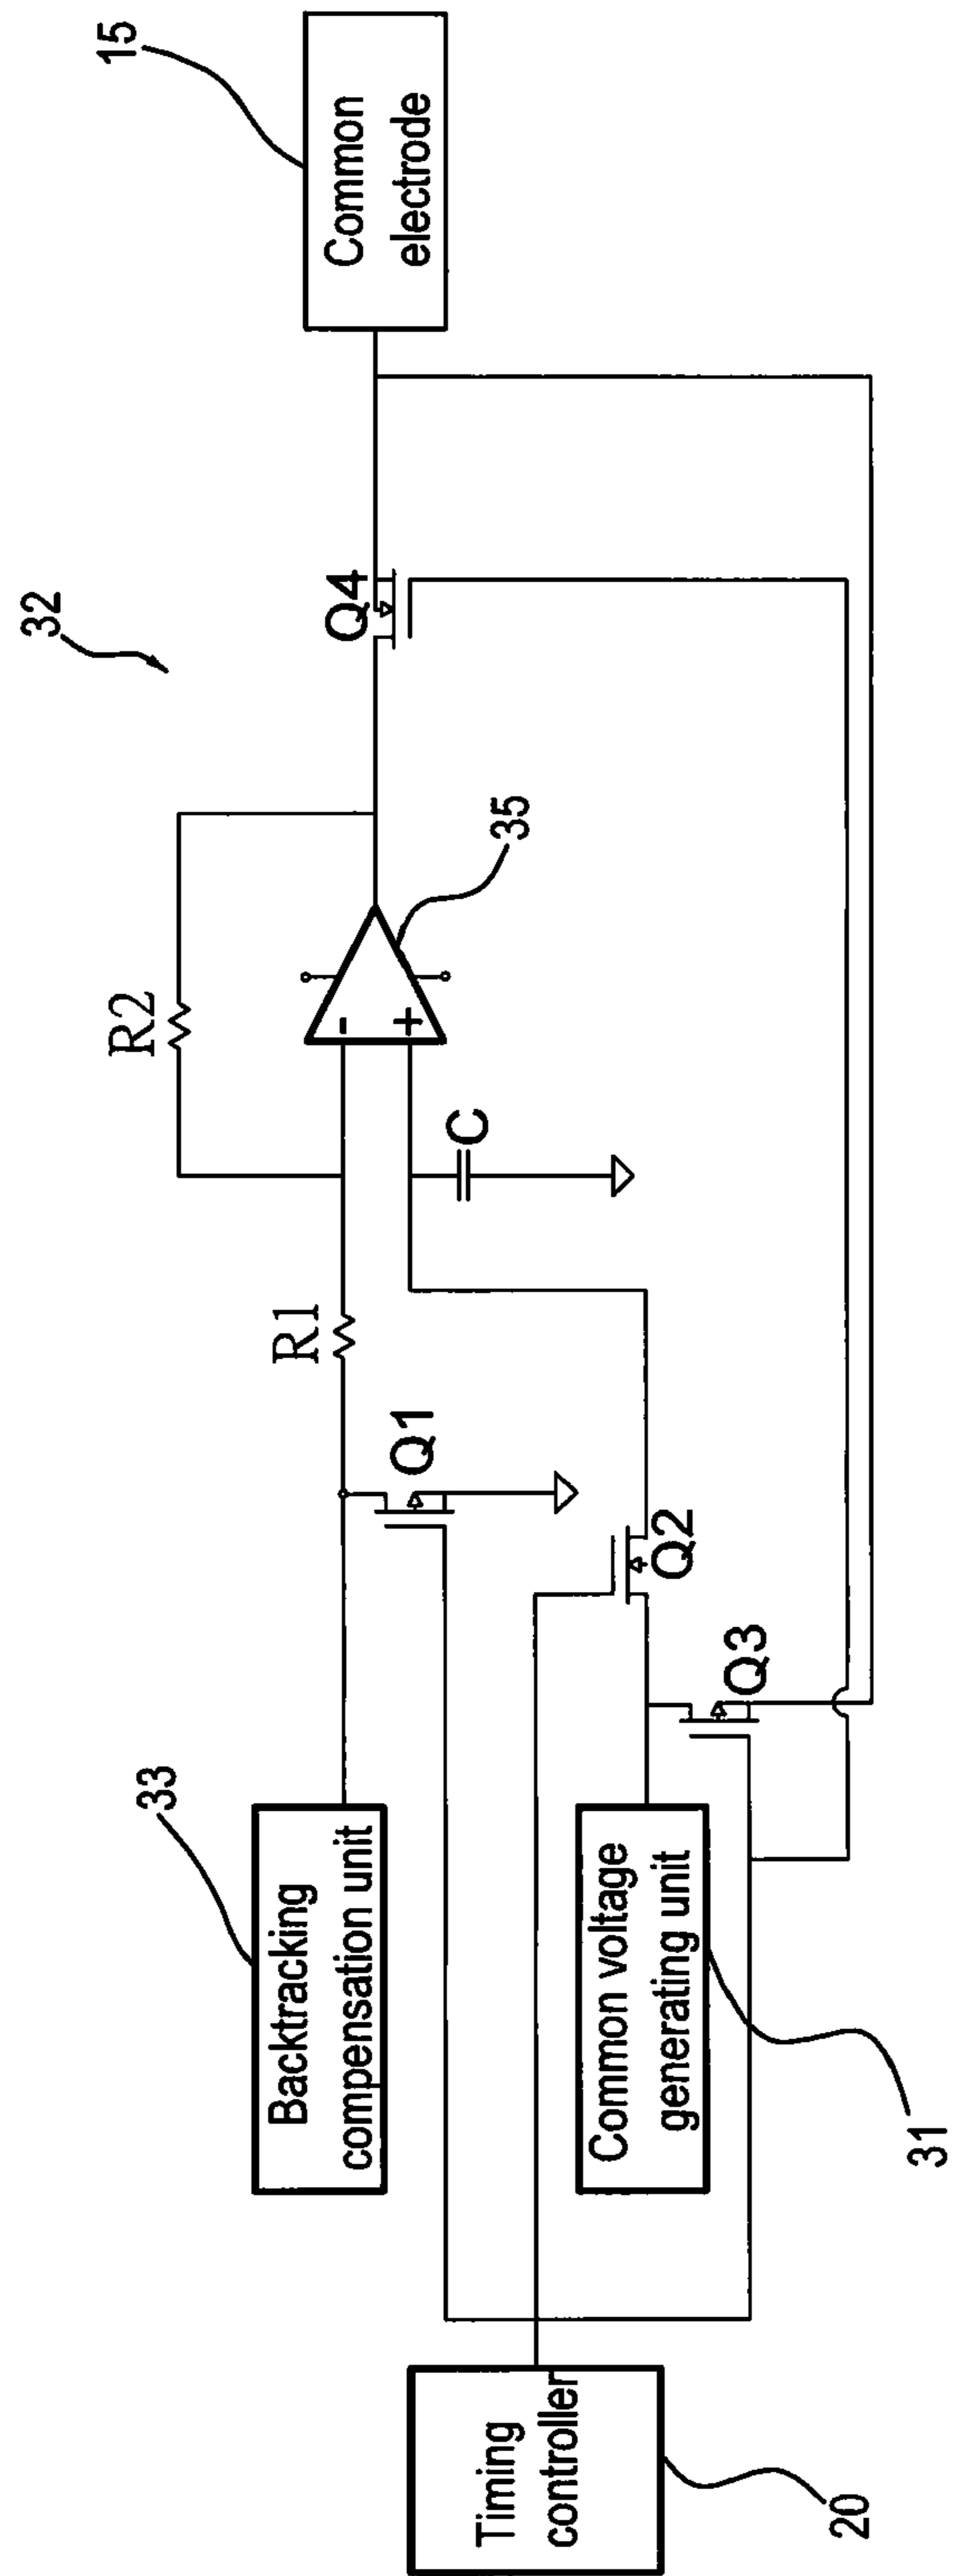 32
15
Common
electrode
R2
Q4
35
-
+
C
R1
Q1
Q2
Q3
33
Backtracking
compensation unit
Common voltage
generating unit
31
Timing
controller
20